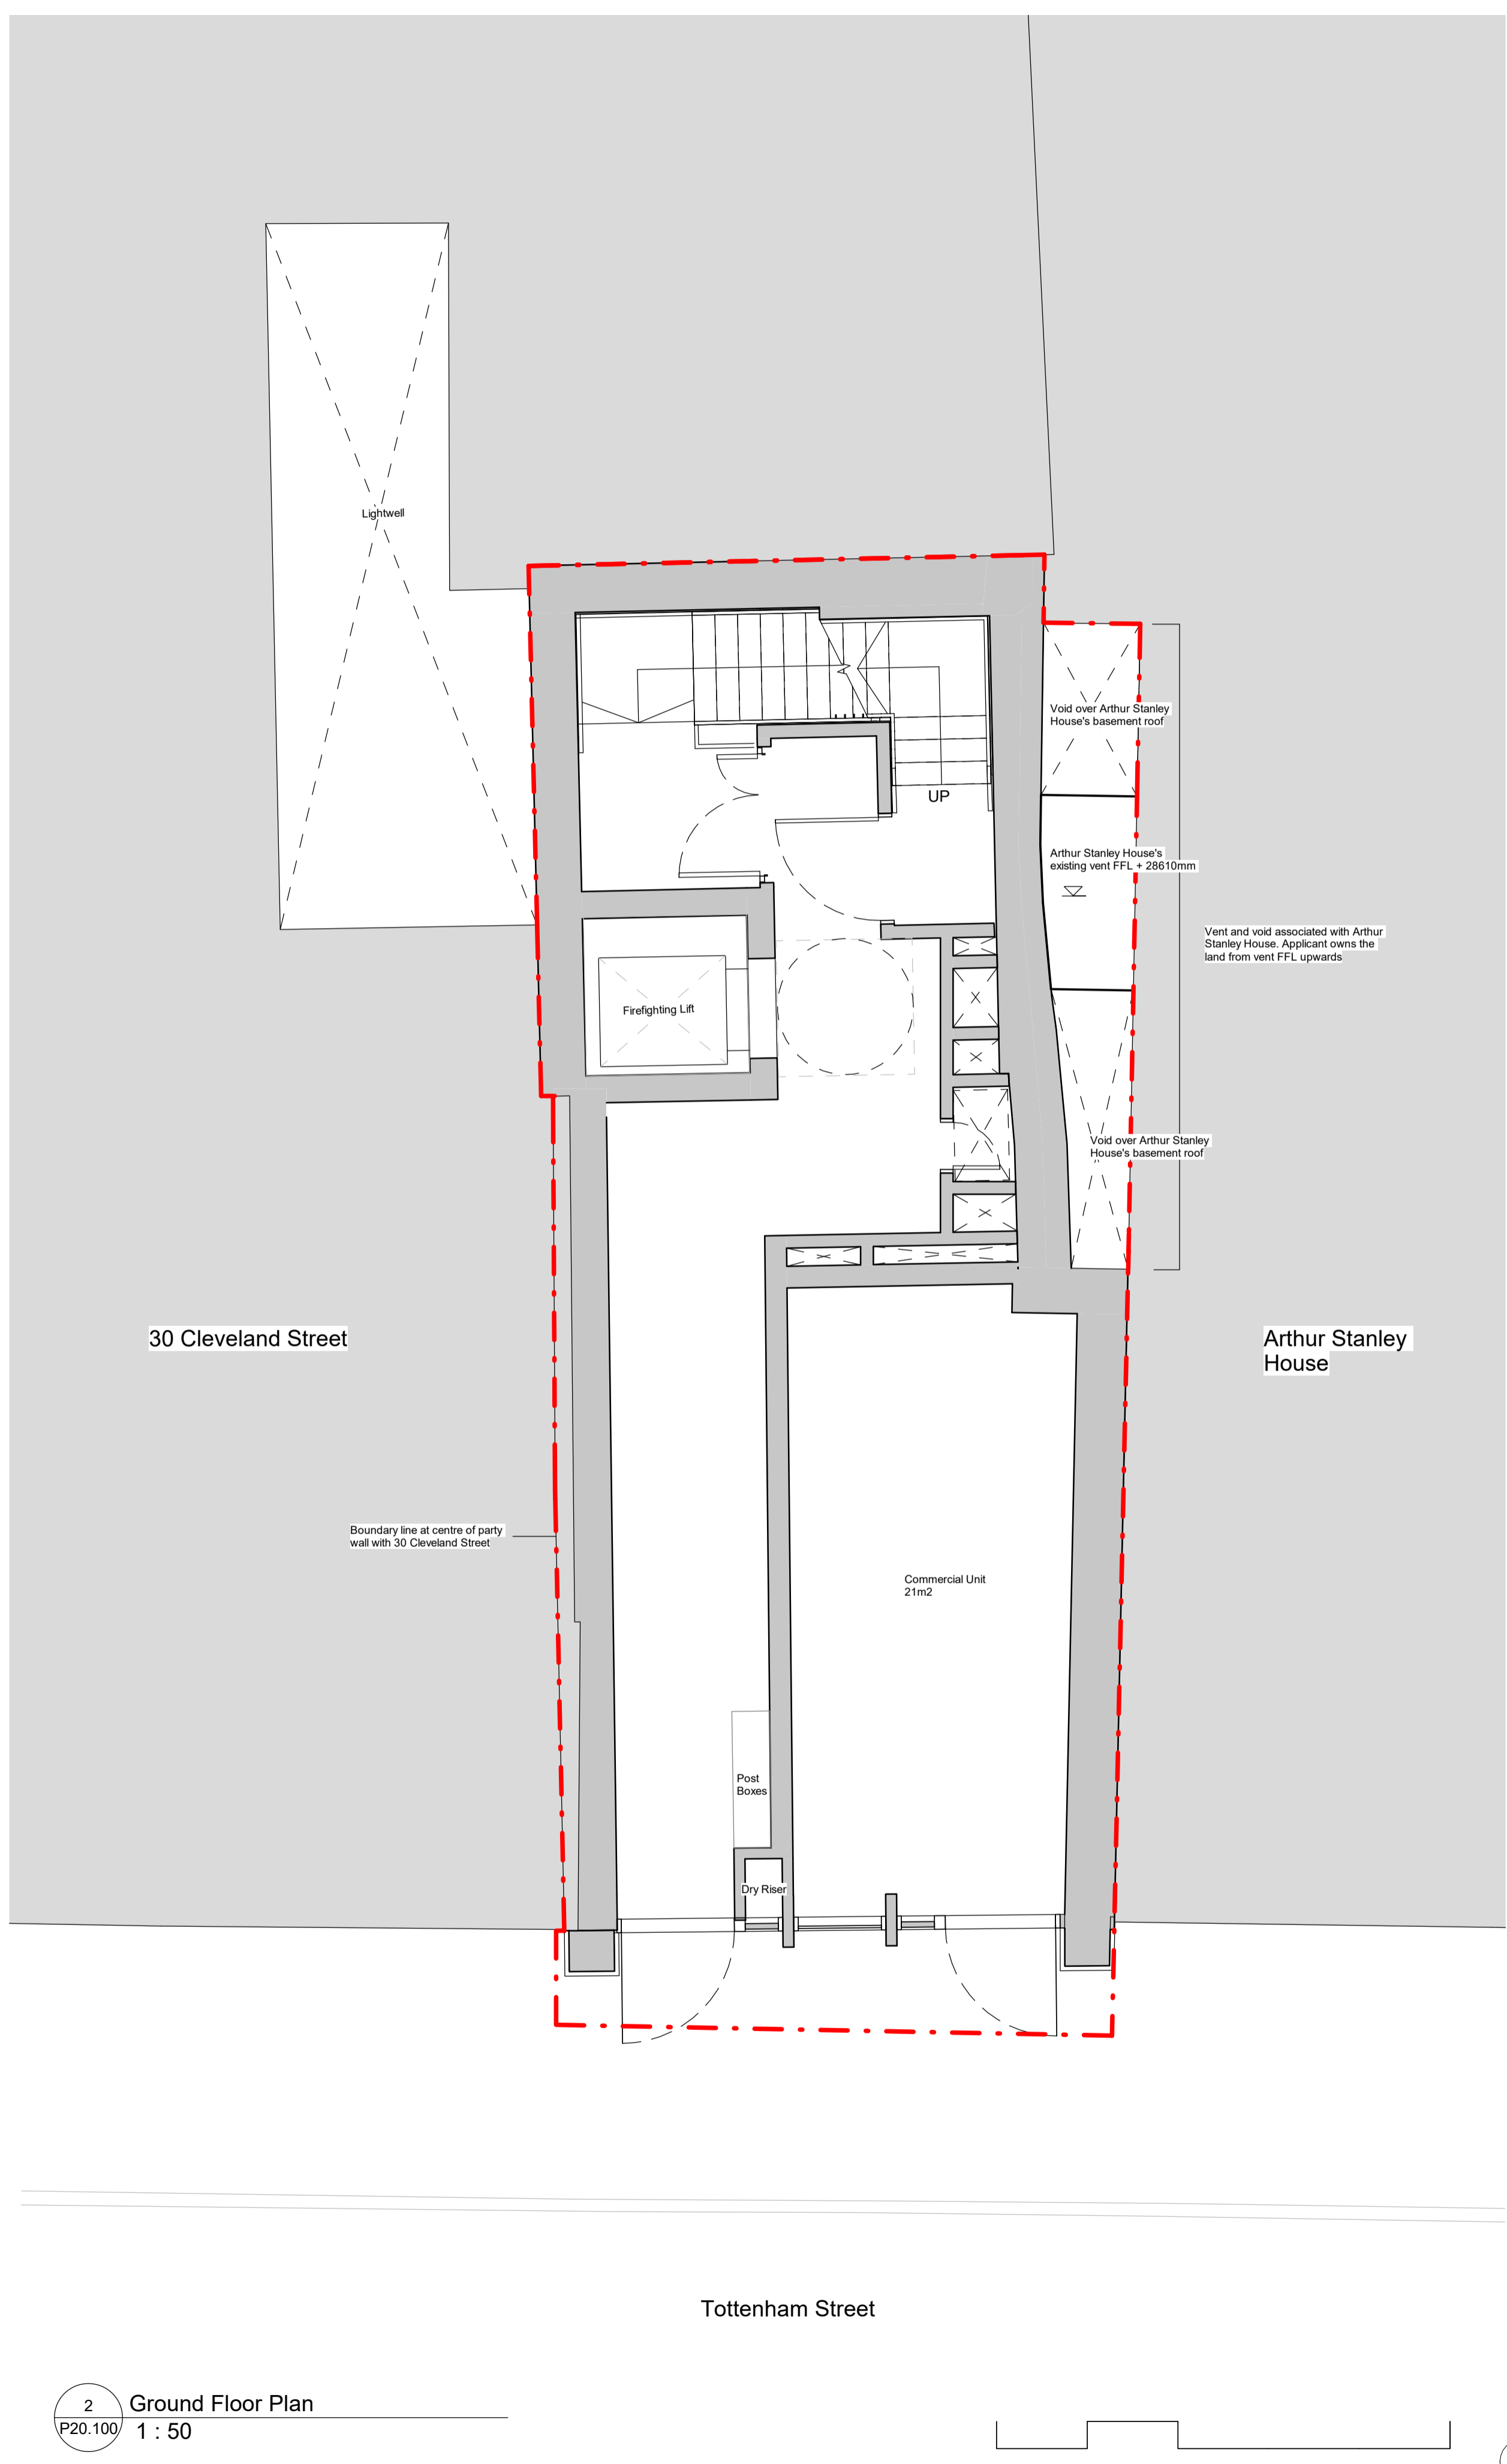 Lightwell
Void over Arthur Stanley
House's basement roof
UP
Arthur Stanley House's
existing vent FFL + 28610mm
Vent and void associated with Arthur
Stanley House. Applicant owns the
land from vent FFL upwards
Firefighting Lift
Void over Arthur Stanley
House's basement roof
30 Cleveland Street
Arthur Stanley
House
Boundary line at centre of party
wall with 30 Cleveland Street
Commercial Unit
21m2
Post
Boxes
Dry Riser
Tottenham Street
2
Ground Floor Plan
P20.100
1 : 50